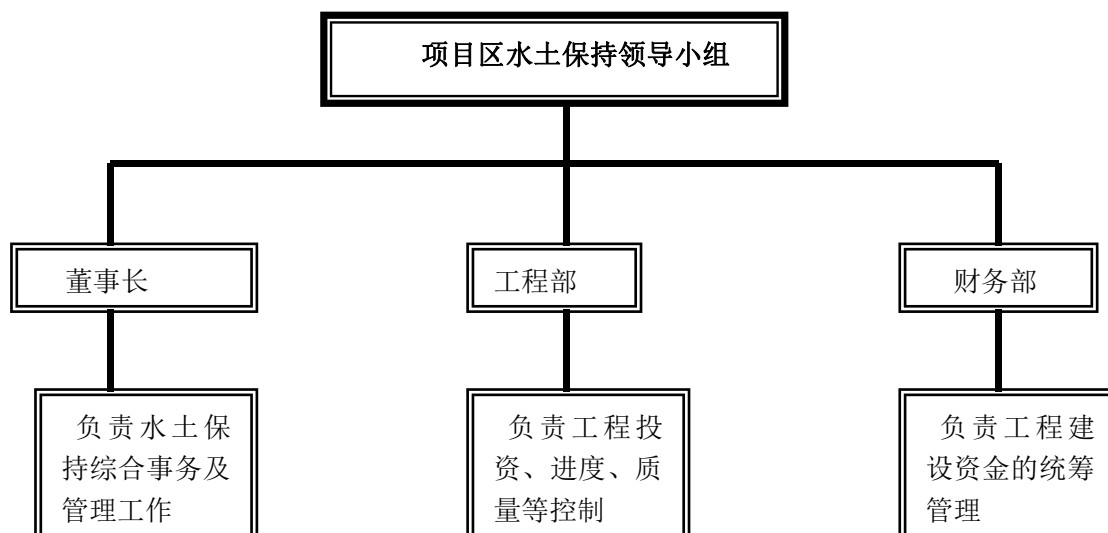 项目区水土保持领导小组
董事长
工程部
财务部
负责水土保
持综合事务及
管理工作
负责工程投
资、进度、质
量等控制
负责工程建
设资金的统筹
管理